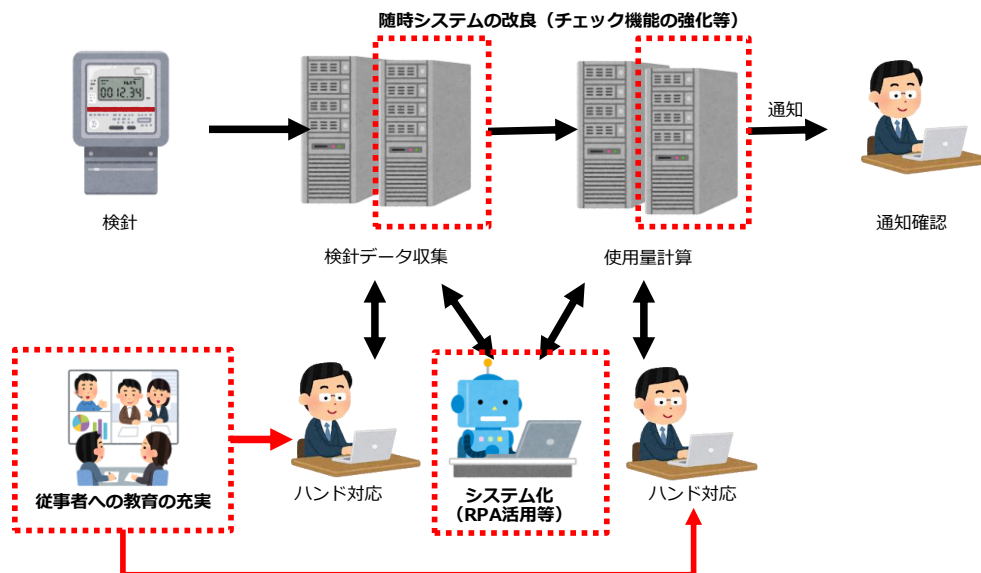 随時システムの改良（チェック機能の強化等）
0012.34
通知
検針
通知確認
検針データ収集
使用量計算
ハンド対応
システム化
（RPA活用等）
ハンド対応
従事者への教育の充実